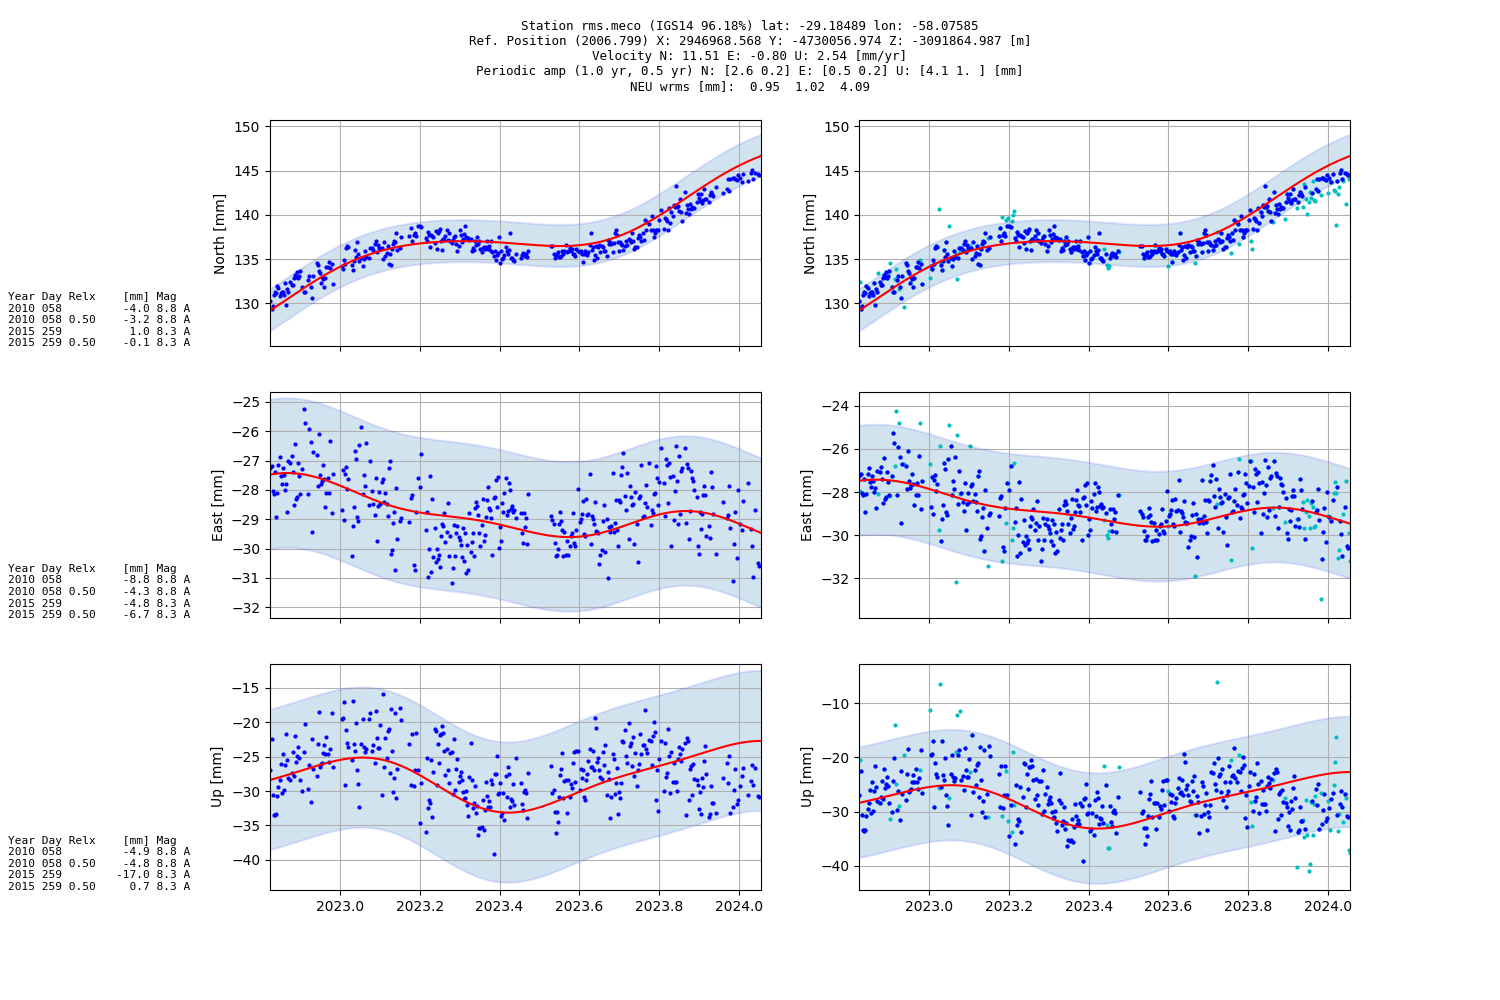 Station rms.meco (IGS14 96.18%) lat: -29.18489 lon: -58.07585
Ref. Position (2006.799) X: 2946968.568 Y: -4730056.974 Z: -3091864.987 [m]
Velocity N: 11.51 E: -0.80 U: 2.54 [mm/yr]
Periodic amp (1.0 yr, 0.5 yr) N: [2.6 0.2] E: [0.5 0.2] U: [4.1 1. ] [mm]
NEU wrms [mm]:  0.95  1.02  4.09
150
145
140
135
130
North [mm]
150
145
140
135
130
North [mm]
Year Day Relx    [mm] Mag
2010 058         -4.0 8.8 A
2010 058 0.50    -3.2 8.8 A
2015 259          1.0 8.3 A
2015 259 0.50    -0.1 8.3 A
−25
−26
−27
−28
−29
−30
−31
−32
East [mm]
−24
−26
−28
−30
−32
East [mm]
Year Day Relx    [mm] Mag
2010 058         -8.8 8.8 A
2010 058 0.50    -4.3 8.8 A
2015 259         -4.8 8.3 A
2015 259 0.50    -6.7 8.3 A
−15
−20
−25
−30
−35
−40
Up [mm]
−10
−20
−30
−40
Up [mm]
Year Day Relx    [mm] Mag
2010 058         -4.9 8.8 A
2010 058 0.50    -4.8 8.8 A
2015 259        -17.0 8.3 A
2015 259 0.50     0.7 8.3 A
2023.0 2023.2 2023.4 2023.6 2023.8 2024.0
2023.0 2023.2 2023.4 2023.6 2023.8 2024.0